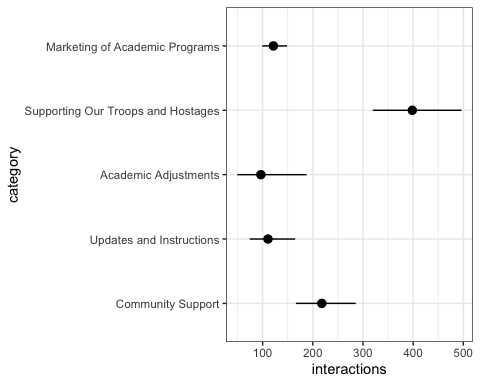 Marketing of Academic Programs
Supporting Our Troops and Hostages
Academic Adjustments
Updates and Instructions
Community Support
category
100 200 300 400 500
interactions